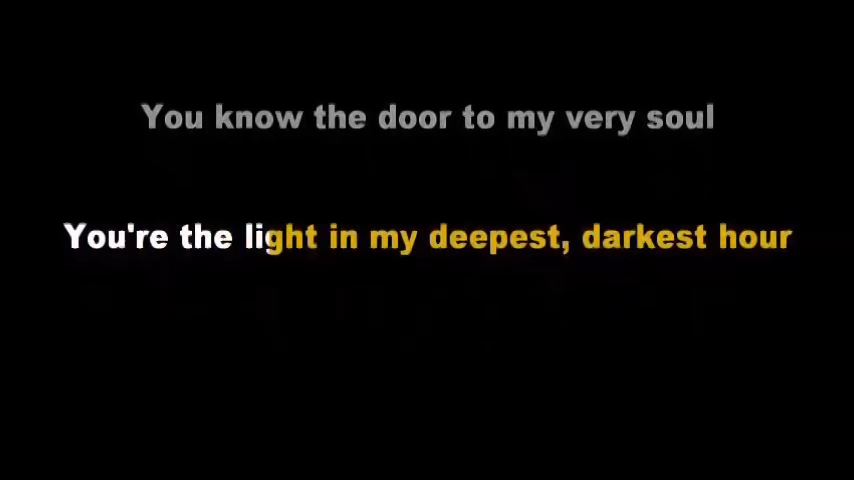 You know the door to my very soul
You're the light in my deepest, darkest hour